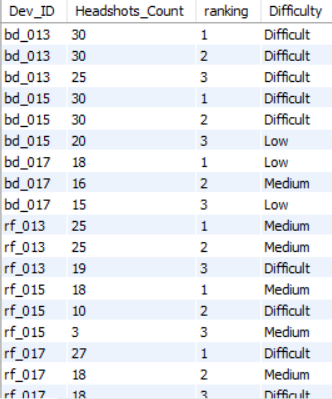 Dev_ID Headshots_Count ranking Difficulty
bd_013 30 1 Difficult
bd_013 30 2 Difficult
bd_013 25 3 Difficult
bd_015 30 1 Difficult
bd_015 30 2 Difficult
bd_015 20 3 Low
bd_017 18 1 Low
bd_017 16 2 Medium
bd_017 15 3 Low
rf_013 25 1 Medium
rf_013 25 2 Medium
rf_013 19 3 Difficult
rf_015 18 1 Medium
rf_015 10 2 Difficult
rf_015 3 3 Medium
rf_017 27 1 Difficult
rf_017 18 2 Medium
rf_017 18 3 Difficult